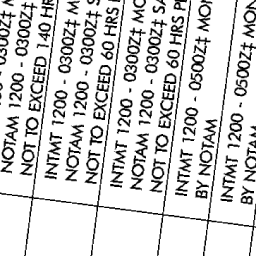 - 0300Z‡ M
NOTAM 1200 - 0300Z‡
NOT TO EXCEED 140 HR
INTMT 1200 - 0300Z‡ M
NOTAM 1200 - 0300Z‡ S
NOT TO EXCEED 60 HRS
INTMT 1200 - 0300Z‡ MO
NOTAM 1200 - 0300Z‡ SA
NOT TO EXCEED 60 HRS P
INTMT 1200 - 0500Z‡ MON
BY NOTAM
INTMT 1200 - 0500Z‡ MON
BY NOTAM